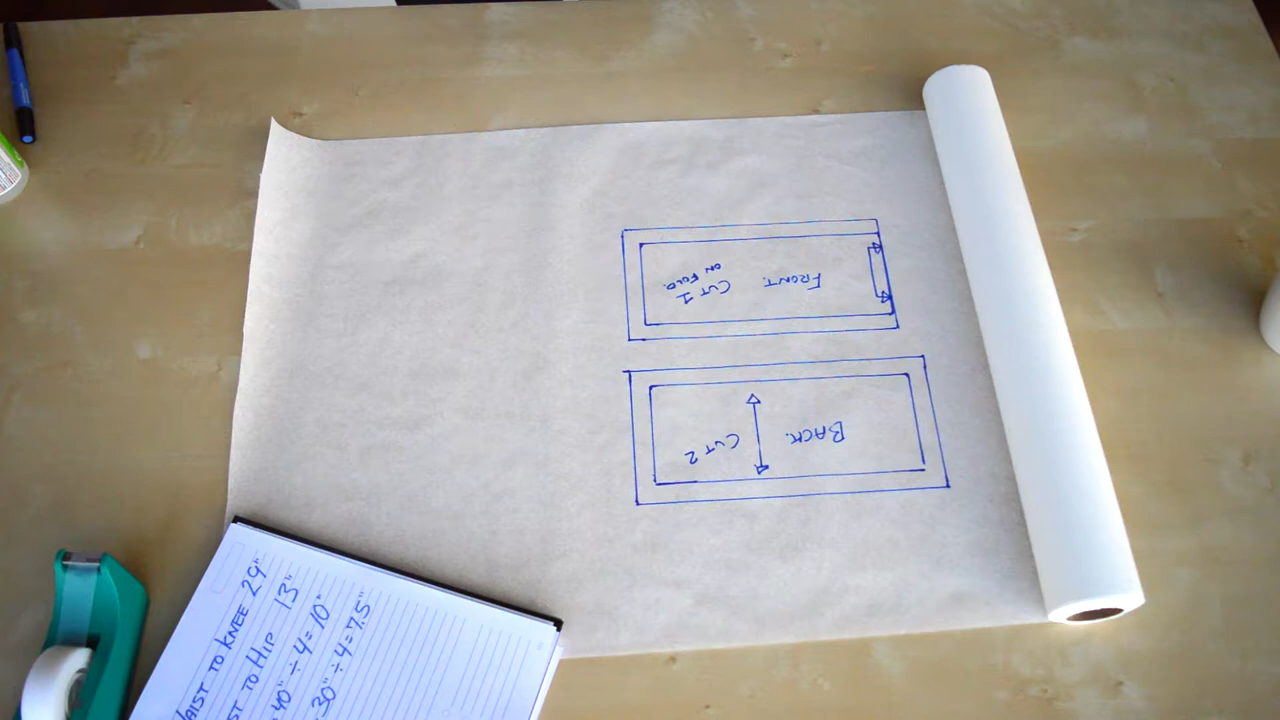 FRONT.
CUT 1
ON FOLD.
BACK.
CUT 2
TO KNEE 29"
TO HIP 13"
40" ÷ 4 = 10"
30" ÷ 4 = 7.5"